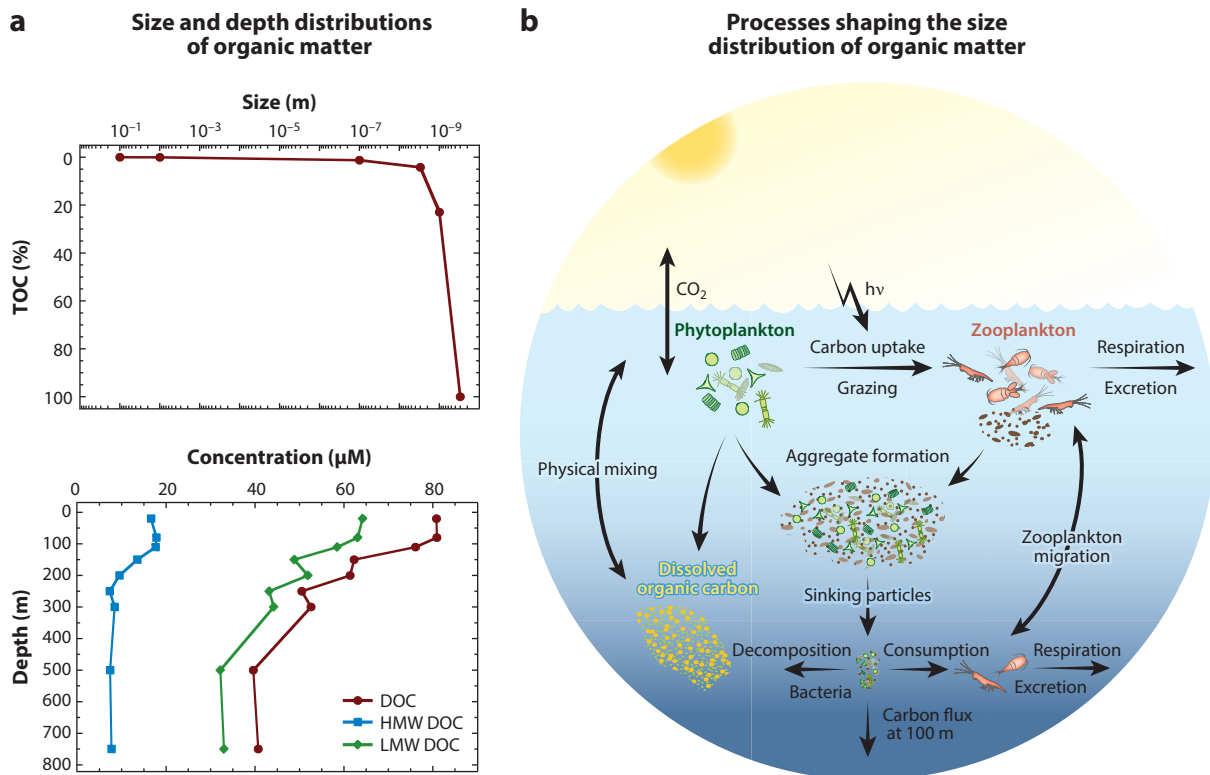 a
Size and depth distributions
of organic matter
Size (m)
10⁻¹ 10⁻³ 10⁻⁵ 10⁻⁷ 10⁻⁹
TOC (%)
0
20
40
60
80
100
Concentration (µM)
0 20 40 60 80
Depth (m)
0
100
200
300
400
500
600
700
800
DOC
HMW DOC
LMW DOC
b
Processes shaping the size
distribution of organic matter
CO₂
hν
Phytoplankton
Zooplankton
Carbon uptake
Grazing
Respiration
Excretion
Physical mixing
Aggregate formation
Zooplankton
migration
Dissolved
organic carbon
Sinking particles
Decomposition
Bacteria
Consumption
Respiration
Excretion
Carbon flux
at 100 m